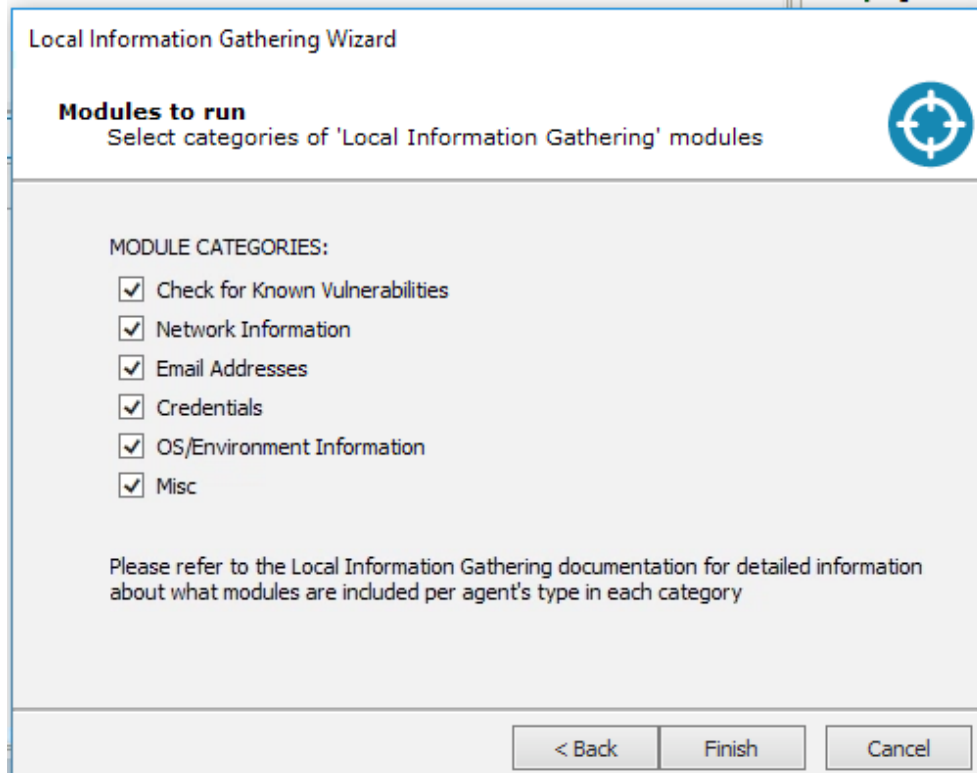 Local Information Gathering Wizard
Modules to run
Select categories of 'Local Information Gathering' modules
MODULE CATEGORIES:
Check for Known Vulnerabilities
Network Information
Email Addresses
Credentials
OS/Environment Information
Misc
Please refer to the Local Information Gathering documentation for detailed information
about what modules are included per agent's type in each category
< Back
Finish
Cancel